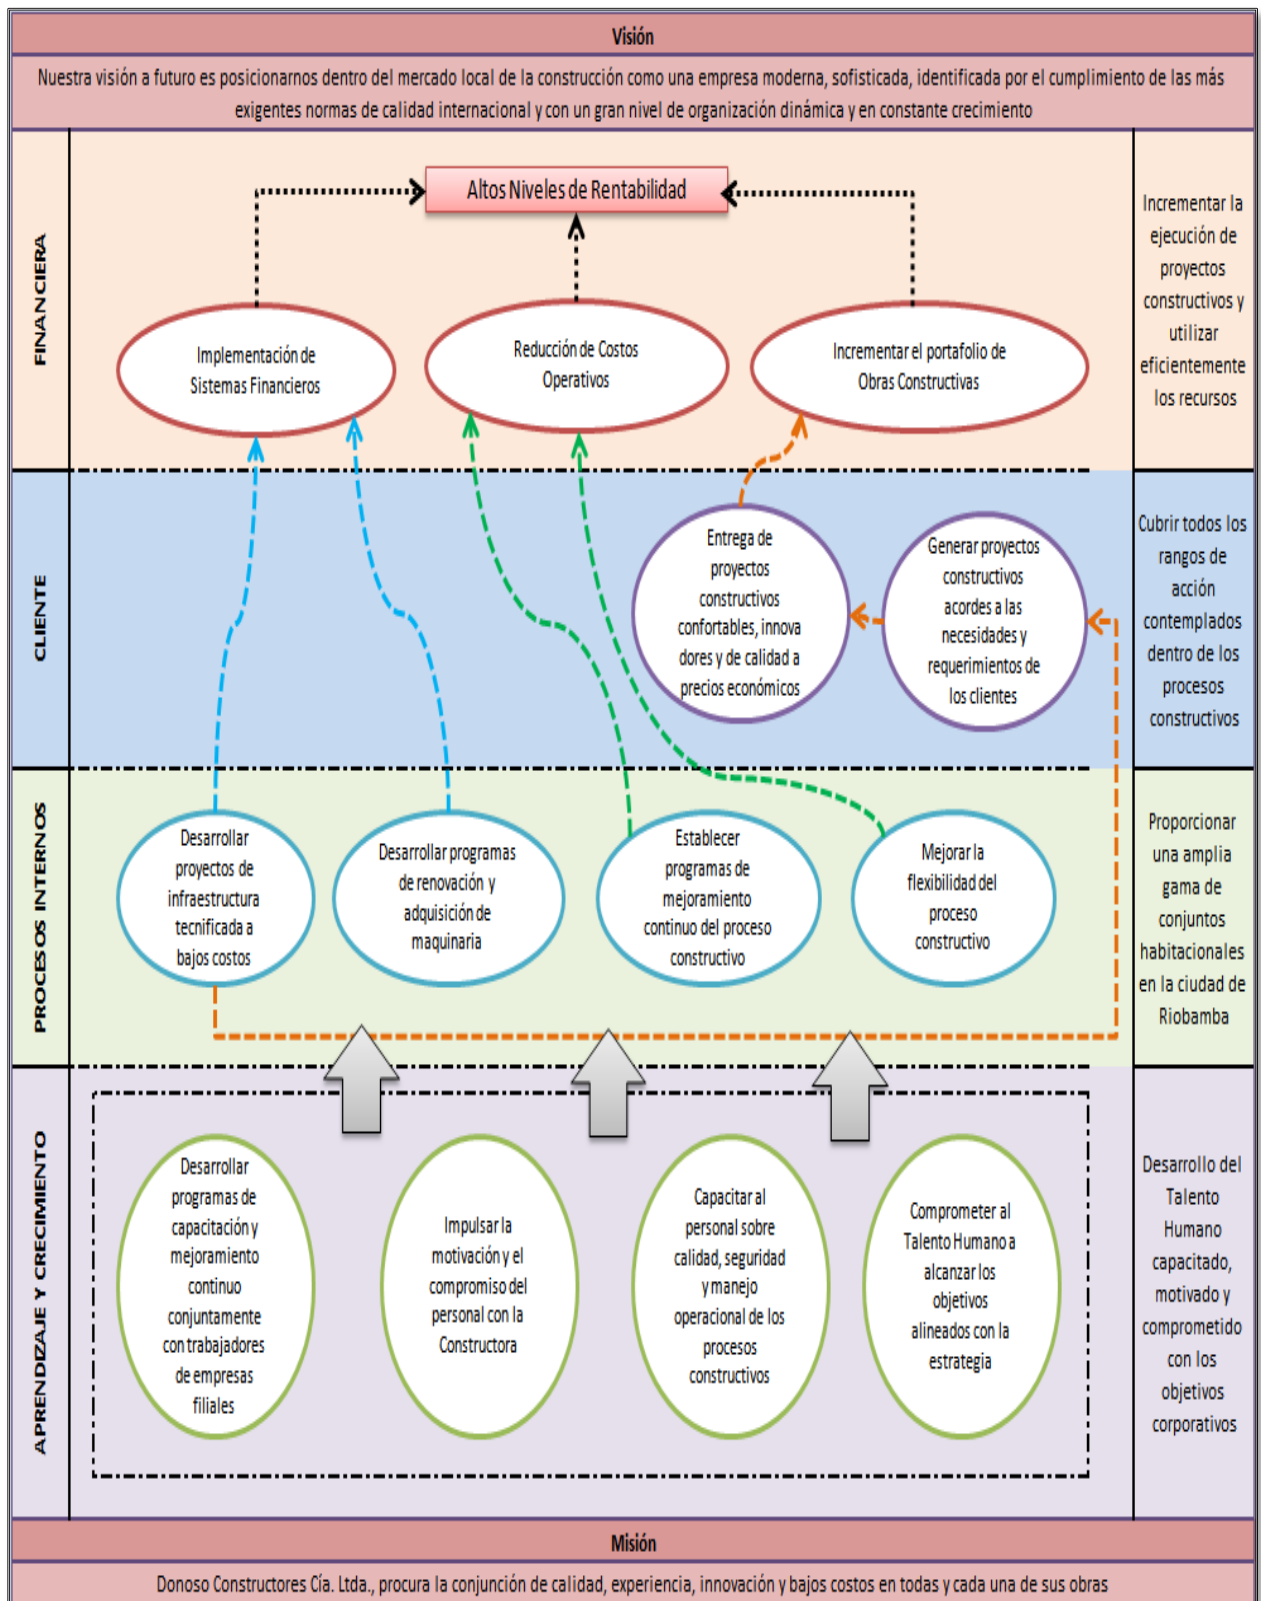 Visión
Nuestra visión a futuro es posicionarnos dentro del mercado local de la construcción como una empresa moderna, sofisticada, identificada por el cumplimiento de las más
exigentes normas de calidad internacional y con un gran nivel de organización dinámica y en constante crecimiento
FINANCIERA
Altos Niveles de Rentabilidad
Implementación de
Sistemas Financieros
Reducción de Costos
Operativos
Incrementar el portafolio de
Obras Constructivas
Incrementar la
ejecución de
proyectos
constructivos y
utilizar
eficientemente
los recursos
CLIENTE
Entrega de
proyectos
constructivos
confortables, innova
dores y de calidad a
precios económicos
Generar proyectos
constructivos
acordes a las
necesidades y
requerimientos de
los clientes
Cubrir todos los
rangos de
acción
contemplados
dentro de los
procesos
constructivos
PROCESOS INTERNOS
Desarrollar
proyectos de
infraestructura
tecnificada a
bajos costos
Desarrollar programas
de renovación y
adquisición de
maquinaria
Establecer
programas de
mejoramiento
continuo del proceso
constructivo
Mejorar la
flexibilidad del
proceso
constructivo
Proporcionar
una amplia
gama de
conjuntos
habitacionales
en la ciudad de
Riobamba
APRENDIZAJE Y CRECIMIENTO
Desarrollar
programas de
capacitación y
mejoramiento
continuo
conjuntamente
con trabajadores
de empresas
filiales
Impulsar la
motivación y el
compromiso del
personal con la
Constructora
Capacitar al
personal sobre
calidad, seguridad
y manejo
operacional de los
procesos
constructivos
Comprometer al
Talento Humano a
alcanzar los
objetivos
alineados con la
estrategia
Desarrollo del
Talento
Humano
capacitado,
motivado y
comprometido
con los
objetivos
corporativos
Misión
Donoso Constructores Cía. Ltda., procura la conjunción de calidad, experiencia, innovación y bajos costos en todas y cada una de sus obras